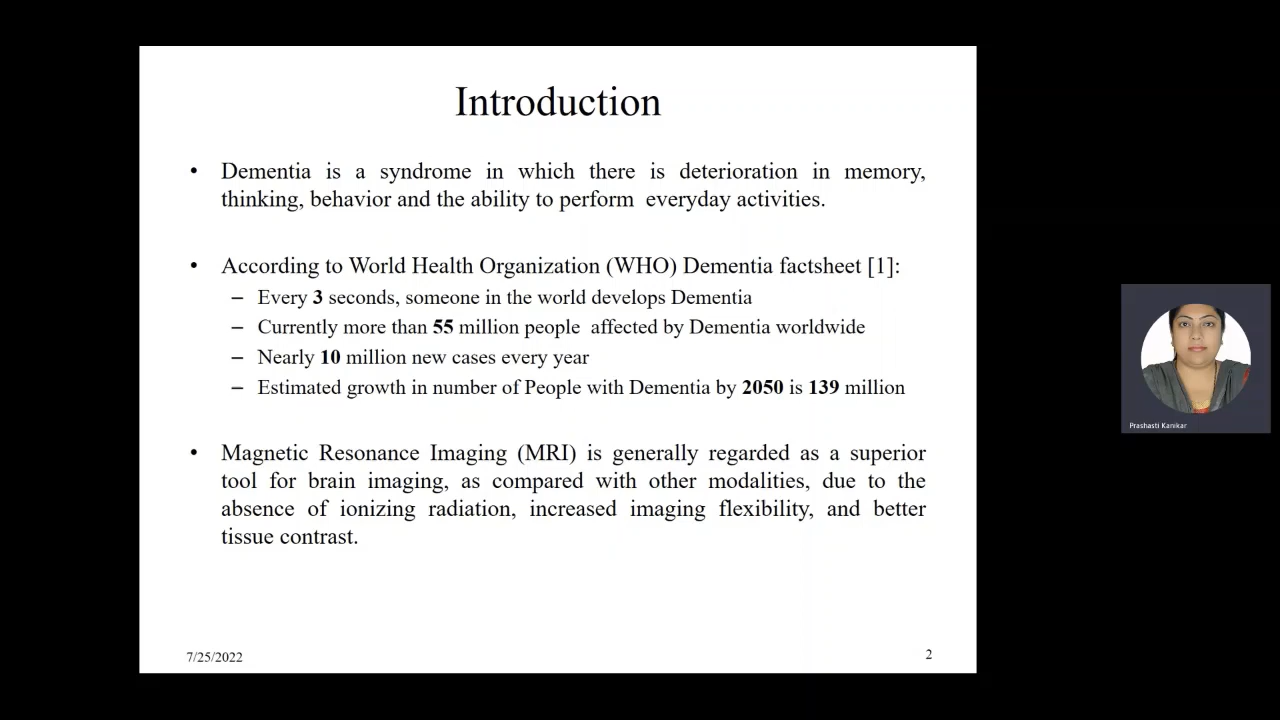 Introduction
• Dementia is a syndrome in which there is deterioration in memory,
thinking, behavior and the ability to perform everyday activities.
• According to World Health Organization (WHO) Dementia factsheet [1]:
– Every 3 seconds, someone in the world develops Dementia
– Currently more than 55 million people affected by Dementia worldwide
– Nearly 10 million new cases every year
– Estimated growth in number of People with Dementia by 2050 is 139 million
• Magnetic Resonance Imaging (MRI) is generally regarded as a superior
tool for brain imaging, as compared with other modalities, due to the
absence of ionizing radiation, increased imaging flexibility, and better
tissue contrast.
7/25/2022
2
Prashasti Kanikar